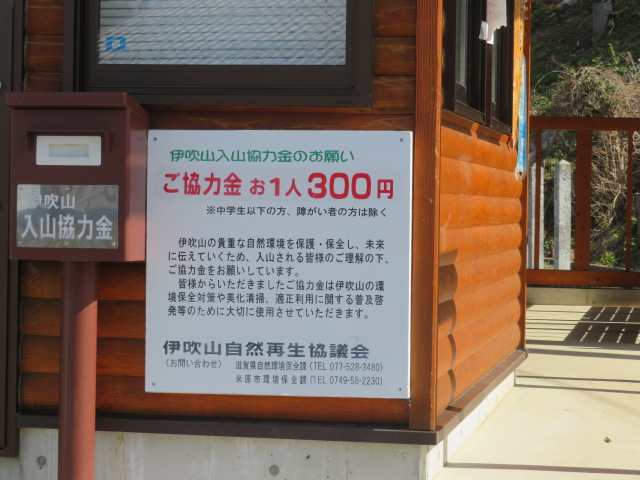 伊吹山入山協力金のお願い
ご協力金 お1人300円
※中学生以下の方、障がい者の方は除く
伊吹山の貴重な自然環境を保護・保全し、未来
に伝えていくため、入山される皆様のご理解の下、
ご協力金をお願いしています。
皆様からいただきましたご協力金は伊吹山の環
境保全対策や美化清掃、適正利用に関する普及啓
発等のために大切に使用させていただきます。
伊吹山自然再生協議会
(お問い合わせ) 滋賀県自然環境保全課(TEL 077-528-3480)
米原市環境保全課(TEL 0749-58-2230)
伊吹山
入山協力金